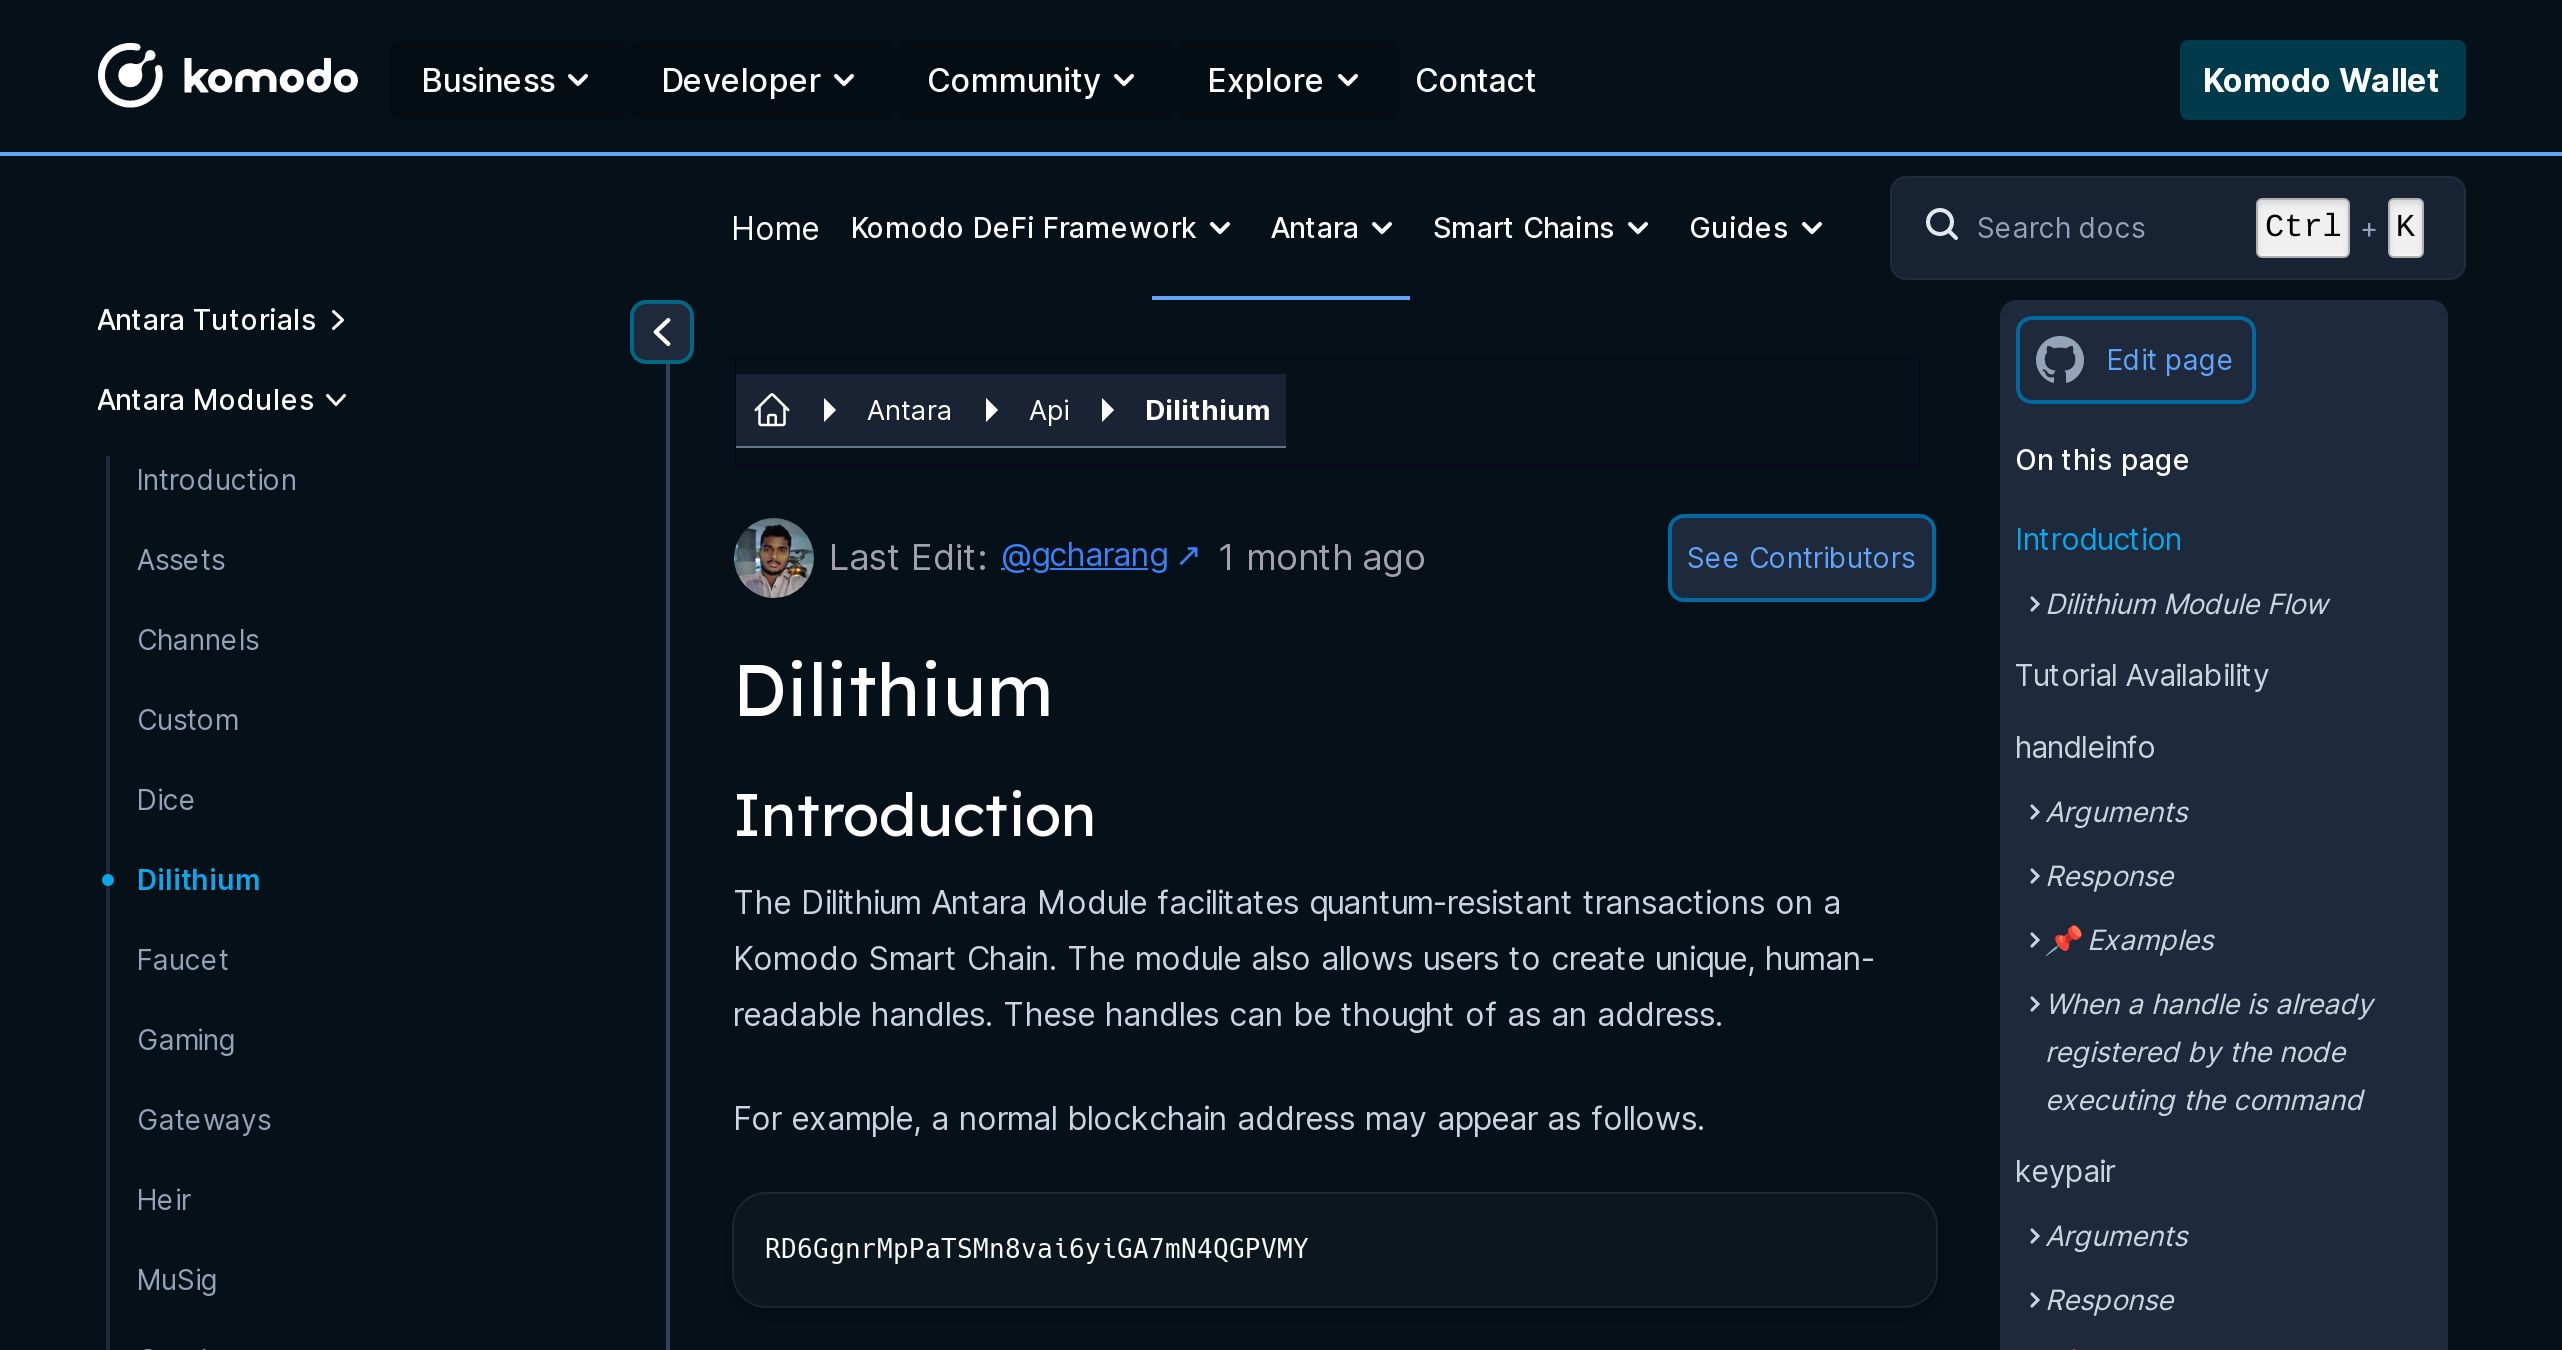 komodo
Business
Developer
Community
Explore
Contact
Komodo Wallet
Home
Komodo DeFi Framework
Antara
Smart Chains
Guides
Search docs
Ctrl + K
Antara Tutorials
Antara Modules
Introduction
Assets
Channels
Custom
Dice
Dilithium
Faucet
Gaming
Gateways
Heir
MuSig
Antara
Api
Dilithium
Last Edit: @gcharang ↗ 1 month ago
See Contributors
Dilithium
Introduction
The Dilithium Antara Module facilitates quantum-resistant transactions on a
Komodo Smart Chain. The module also allows users to create unique, human-
readable handles. These handles can be thought of as an address.
For example, a normal blockchain address may appear as follows.
RD6GgnrMpPaTSMn8vai6yiGA7mN4QGPVMY
Edit page
On this page
Introduction
Dilithium Module Flow
Tutorial Availability
handleinfo
Arguments
Response
📌 Examples
When a handle is already
registered by the node
executing the command
keypair
Arguments
Response